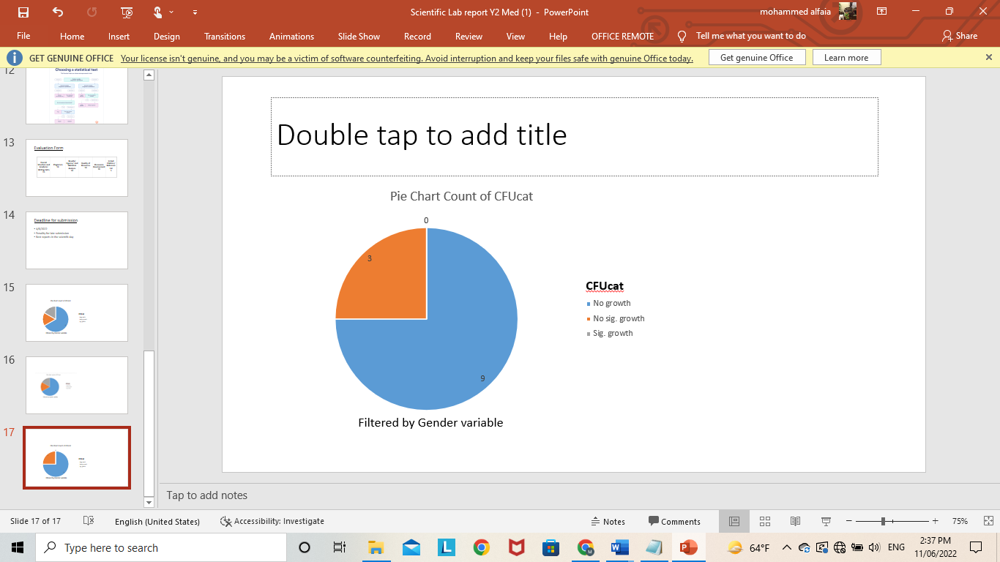 Scientific Lab report Y2 Med (1) - PowerPoint
mohammed alfaia
File Home Insert Design Transitions Animations Slide Show Record Review View Help OFFICE REMOTE Tell me what you want to do Share
GET GENUINE OFFICE Your license isn't genuine, and you may be a victim of software counterfeiting. Avoid interruption and keep your files safe with genuine Office today. Get genuine Office Learn more
12
Choosing a statistical test
13
Evaluation Form
14
Deadline for submission
15
16
17
Double tap to add title
Pie Chart Count of CFUcat
0
3
9
CFUcat
No growth
No sig. growth
Sig. growth
Filtered by Gender variable
Tap to add notes
Slide 17 of 17 English (United States) Accessibility: Investigate Notes Comments 75%
Type here to search
64°F
ENG
2:37 PM
11/06/2022